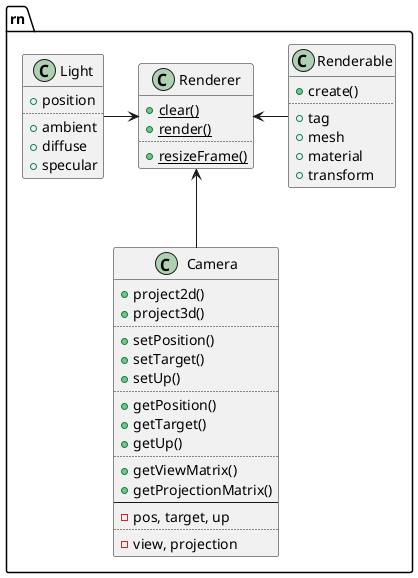 rn
C Light
position
ambient
diffuse
specular
C Renderer
clear()
render()
resizeFrame()
C Renderable
create()
tag
mesh
material
transform
C Camera
project2d()
project3d()
setPosition()
setTarget()
setUp()
getPosition()
getTarget()
getUp()
getViewMatrix()
getProjectionMatrix()
pos, target, up
view, projection